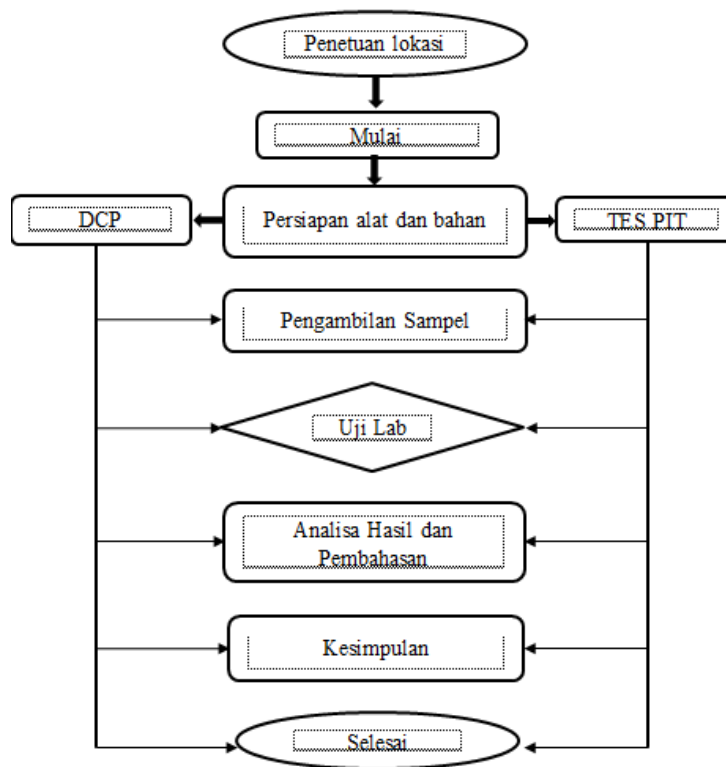 Penetuan lokasi
Mulai
DCP
Persiapan alat dan bahan
TES PIT
Pengambilan Sampel
Uji Lab
Analisa Hasil dan
Pembahasan
Kesimpulan
Selesai